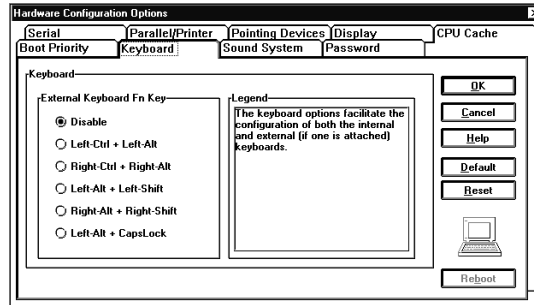 Hardware Configuration Options
Serial
Parallel/Printer
Pointing Devices
Display
CPU Cache
Boot Priority
Keyboard
Sound System
Password
Keyboard
External Keyboard Fn Key
Disable
Left-Ctrl + Left-Alt
Right-Ctrl + Right-Alt
Left-Alt + Left-Shift
Right-Alt + Right-Shift
Left-Alt + CapsLock
Legend
The keyboard options facilitate the
configuration of both the internal
and external (if one is attached)
keyboards.
OK
Cancel
Help
Default
Reset
Reboot